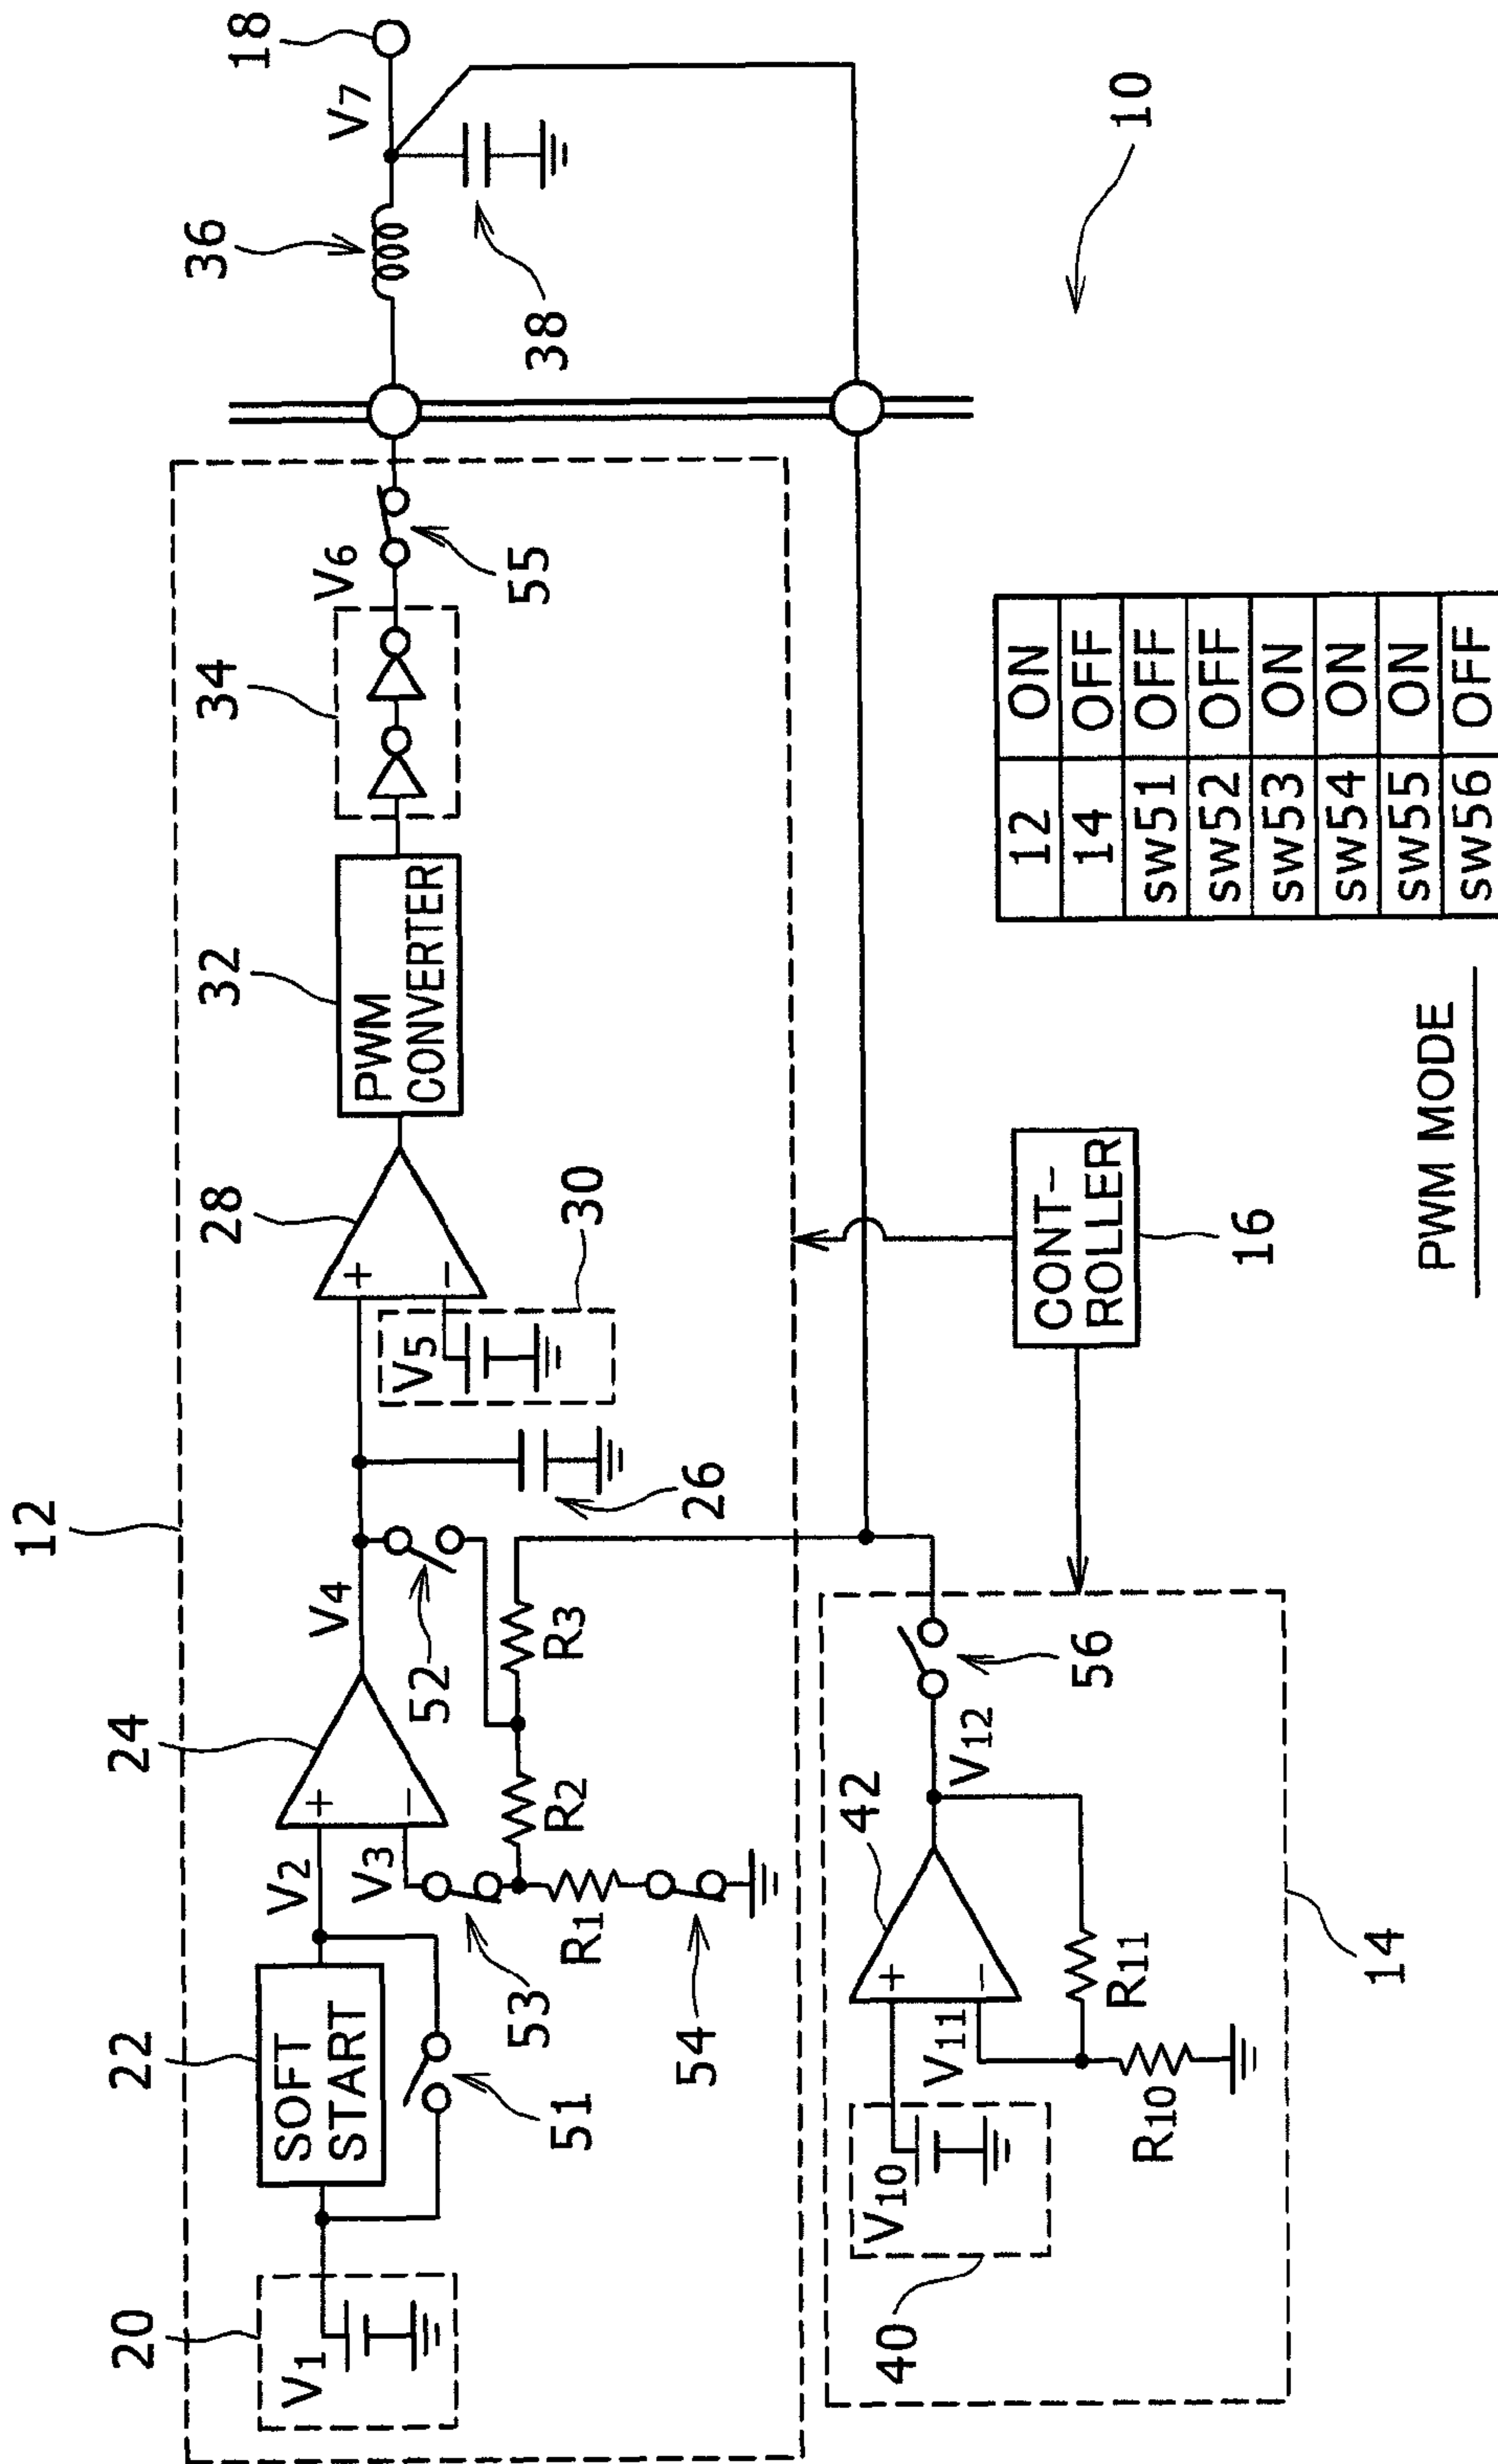 12
20
22
24
28
32
34
36
18
V1
SOFT
START
V2
V3
V4
V5
30
PWM
CONVERTER
V6
V7
51
53
R1
54
R2
52
R3
26
55
38
40
V10
V11
R10
42
R11
V12
56
14
CONT-
ROLLER
16
10
12 ON
14 OFF
sw51 OFF
sw52 OFF
sw53 ON
sw54 ON
sw55 ON
sw56 OFF
PWM MODE
+
−
+
−
+
−